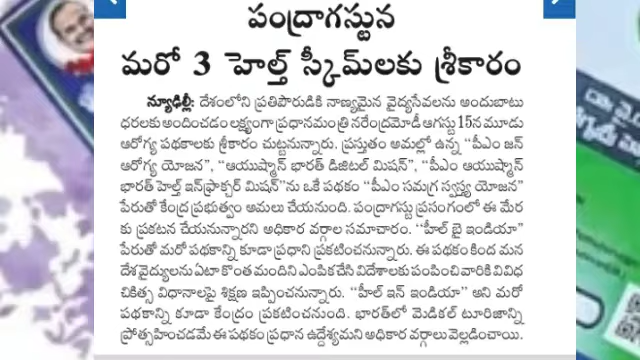 పంద్రాగస్టున
మరో 3 హెల్త్ స్కీమ్‌లకు శ్రీకారం
న్యూఢిల్లీ: దేశంలోని ప్రతిపౌరుడికి నాణ్యమైన వైద్యసేవలను అందుబాటు
ధరలకు అందించడం లక్ష్యంగా ప్రధానమంత్రి నరేంద్రమోడీ ఆగస్టు 15న మూడు
ఆరోగ్య పథకాలకు శ్రీకారం చుట్టనున్నారు. ప్రస్తుతం అమల్లో ఉన్న ‘‘పీఎం జన్
ఆరోగ్య యోజన”, ‘‘ఆయుష్మాన్ భారత్ డిజిటల్ మిషన్”, ‘‘పీఎం ఆయుష్మాన్
భారత్ హెల్త్ ఇన్‌ఫ్రాక్చర్ మిషన్”ను ఒకే పథకం ‘‘పీఎం సమగ్ర స్వస్త్య యోజన”
పేరుతో కేంద్ర ప్రభుత్వం అమలు చేయనుంది. పంద్రాగస్టు ప్రసంగంలో ఈ మేర
కు ప్రకటన చేయనున్నారని అధికార వర్గాల సమాచారం. ‘‘హీల్ బై ఇండియా”
పేరుతో మరో పథకాన్ని కూడా ప్రధాని ప్రకటించనున్నారు. ఈ పథకం కింద మన
దేశ వైద్యులను ఏటా కొంత మందిని ఎంపిక చేసి విదేశాలకు పంపించి వారికి వివిధ
చికిత్స విధానాలపై శిక్షణ ఇప్పించనున్నారు. ‘‘హీల్ ఇన్ ఇండియా” అని మరో
పథకాన్ని కూడా కేంద్రం ప్రకటించనుంది. భారత్‌లో మెడికల్ టూరిజాన్ని
ప్రోత్సహించడమే ఈ పథకం ప్రధాన ఉద్దేశ్యమని అధికార వర్గాలు వెల్లడించాయి.